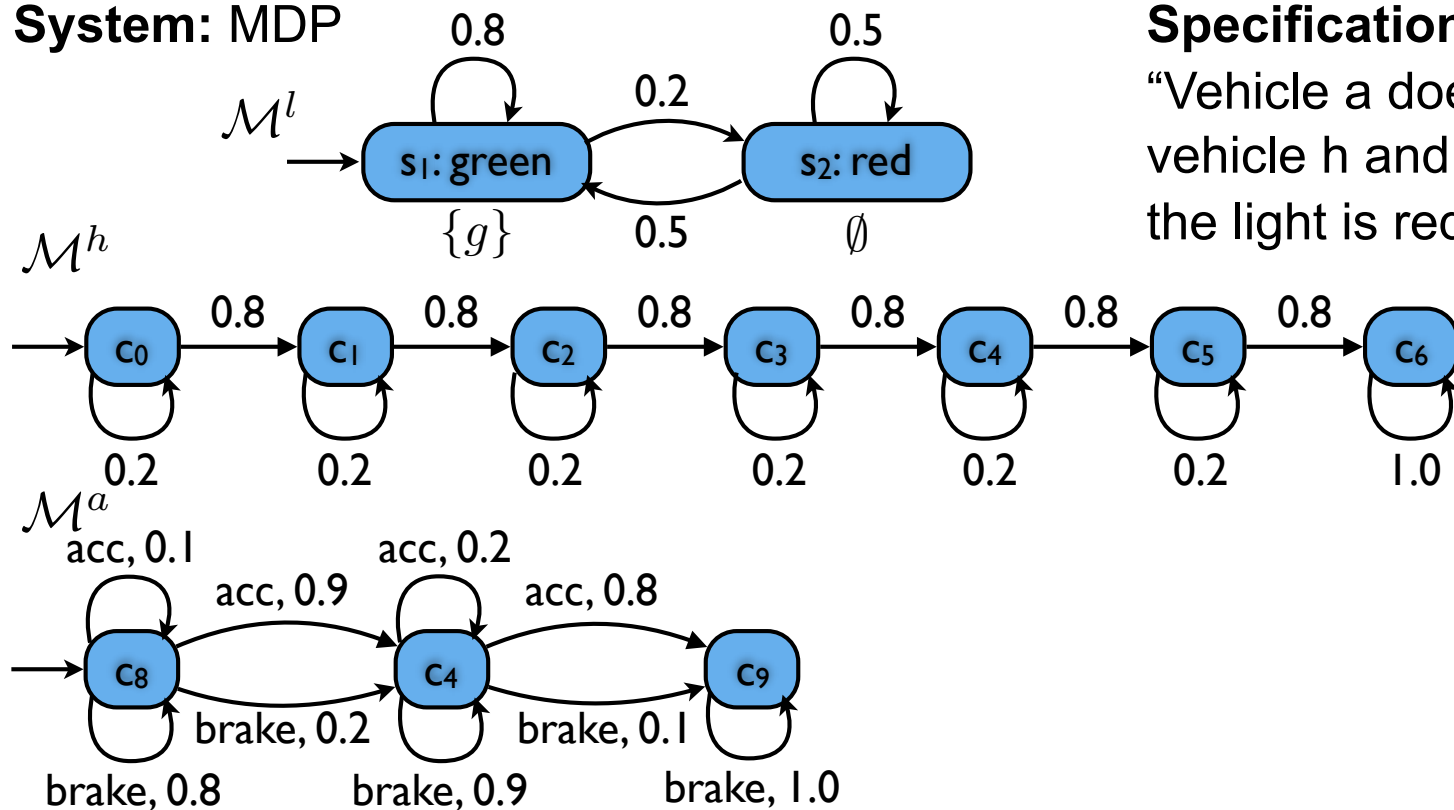 System: MDP
Specification
“Vehicle a doe
vehicle h and
the light is red
0.8
0.5
0.2
ℳˡ
s₁: green
s₂: red
{g}
0.5
∅
ℳʰ
0.8 0.8 0.8 0.8 0.8 0.8
c₀ c₁ c₂ c₃ c₄ c₅ c₆
0.2 0.2 0.2 0.2 0.2 0.2 1.0
ℳᵃ
acc, 0.1 acc, 0.2
acc, 0.9 acc, 0.8
c₈ c₄ c₉
brake, 0.2 brake, 0.1
brake, 0.8 brake, 0.9 brake, 1.0